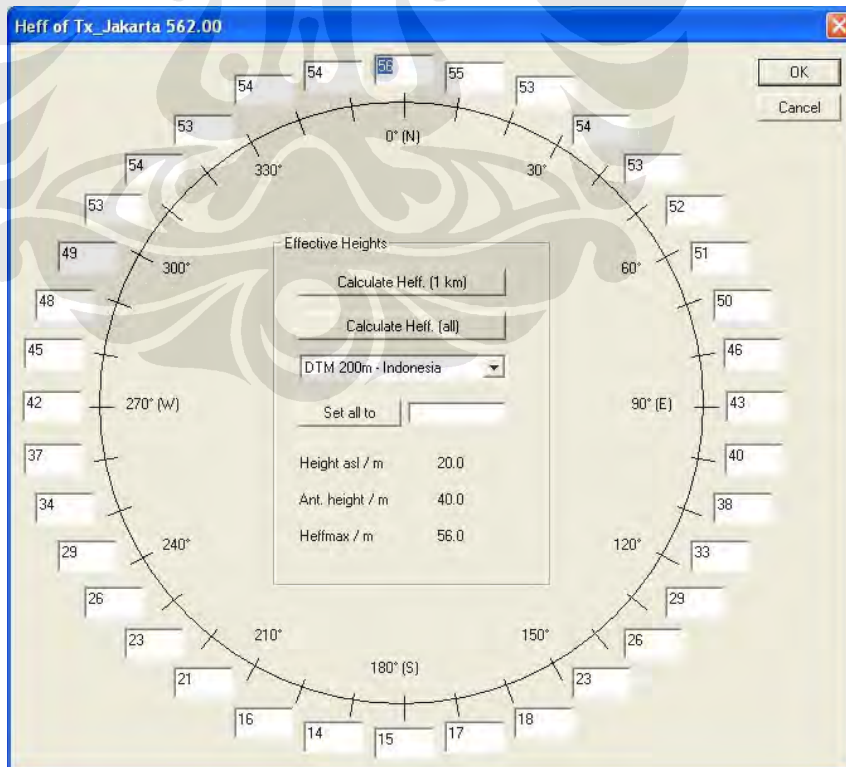 Heff of Tx_Jakarta 562.00
OK
Cancel
56
55
53
54
53
52
51
50
46
43
40
38
33
29
26
23
18
17
15
14
16
21
23
26
29
34
37
42
45
48
49
53
54
53
54
54
0° (N)
30°
60°
90° (E)
120°
150°
180° (S)
210°
240°
270° (W)
300°
330°
Effective Heights
Calculate Heff. (1 km)
Calculate Heff. (all)
DTM 200m - Indonesia
Set all to
Height asl / m 20.0
Ant. height / m 40.0
Heffmax / m 56.0